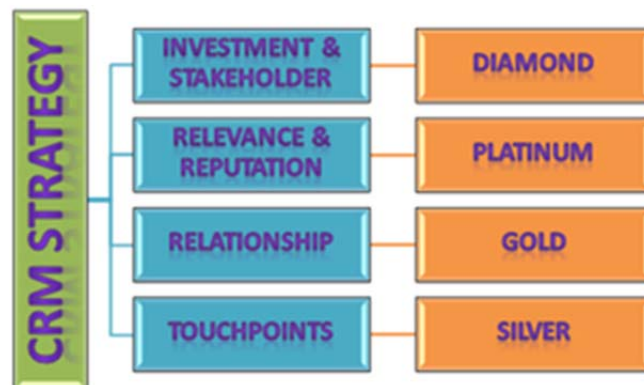 CRM STRATEGY
INVESTMENT &
STAKEHOLDER
DIAMOND
RELEVANCE &
REPUTATION
PLATINUM
RELATIONSHIP
GOLD
TOUCHPOINTS
SILVER